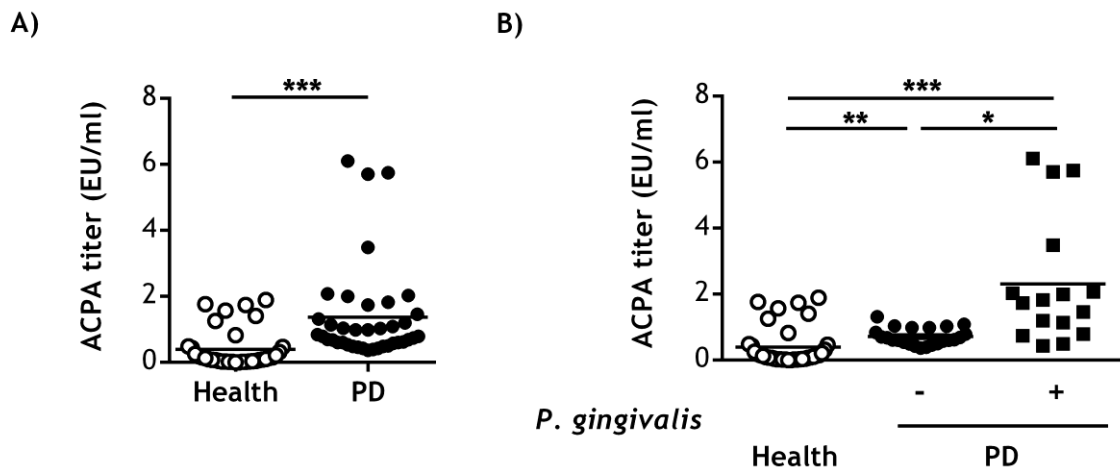 A)
ACPA titer (EU/ml)
8
6
4
2
0
***
Health PD
B)
ACPA titer (EU/ml)
8
6
4
2
0
***
** *
- +
P. gingivalis
Health PD